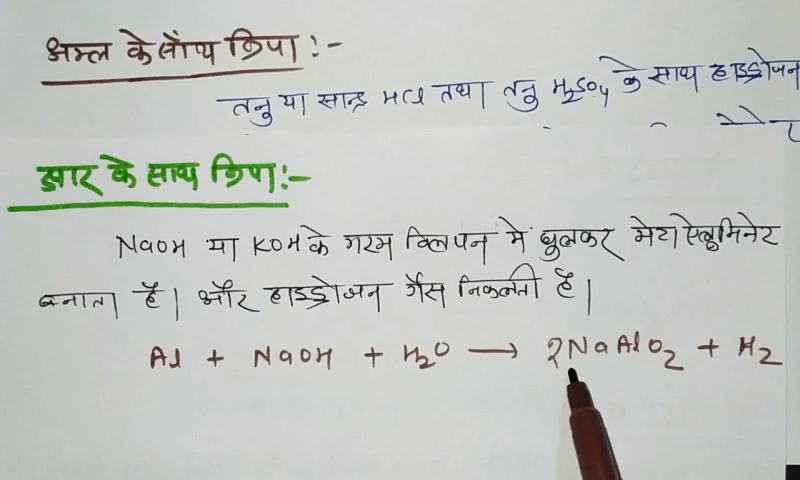 अम्ल के साथ क्रिया :-
तनु या सान्द्र HCl तथा तनु H₂SO₄ के साथ हाइड्रोजन
क्षार के साथ क्रिया :-
NaOH या KOH के गरम विलयन में घुलकर मेटाऐलुमिनेट
बनाता है। और हाइड्रोजन गैस निकलती है।
Al + NaOH + H₂O → 2NaAlO₂ + H₂